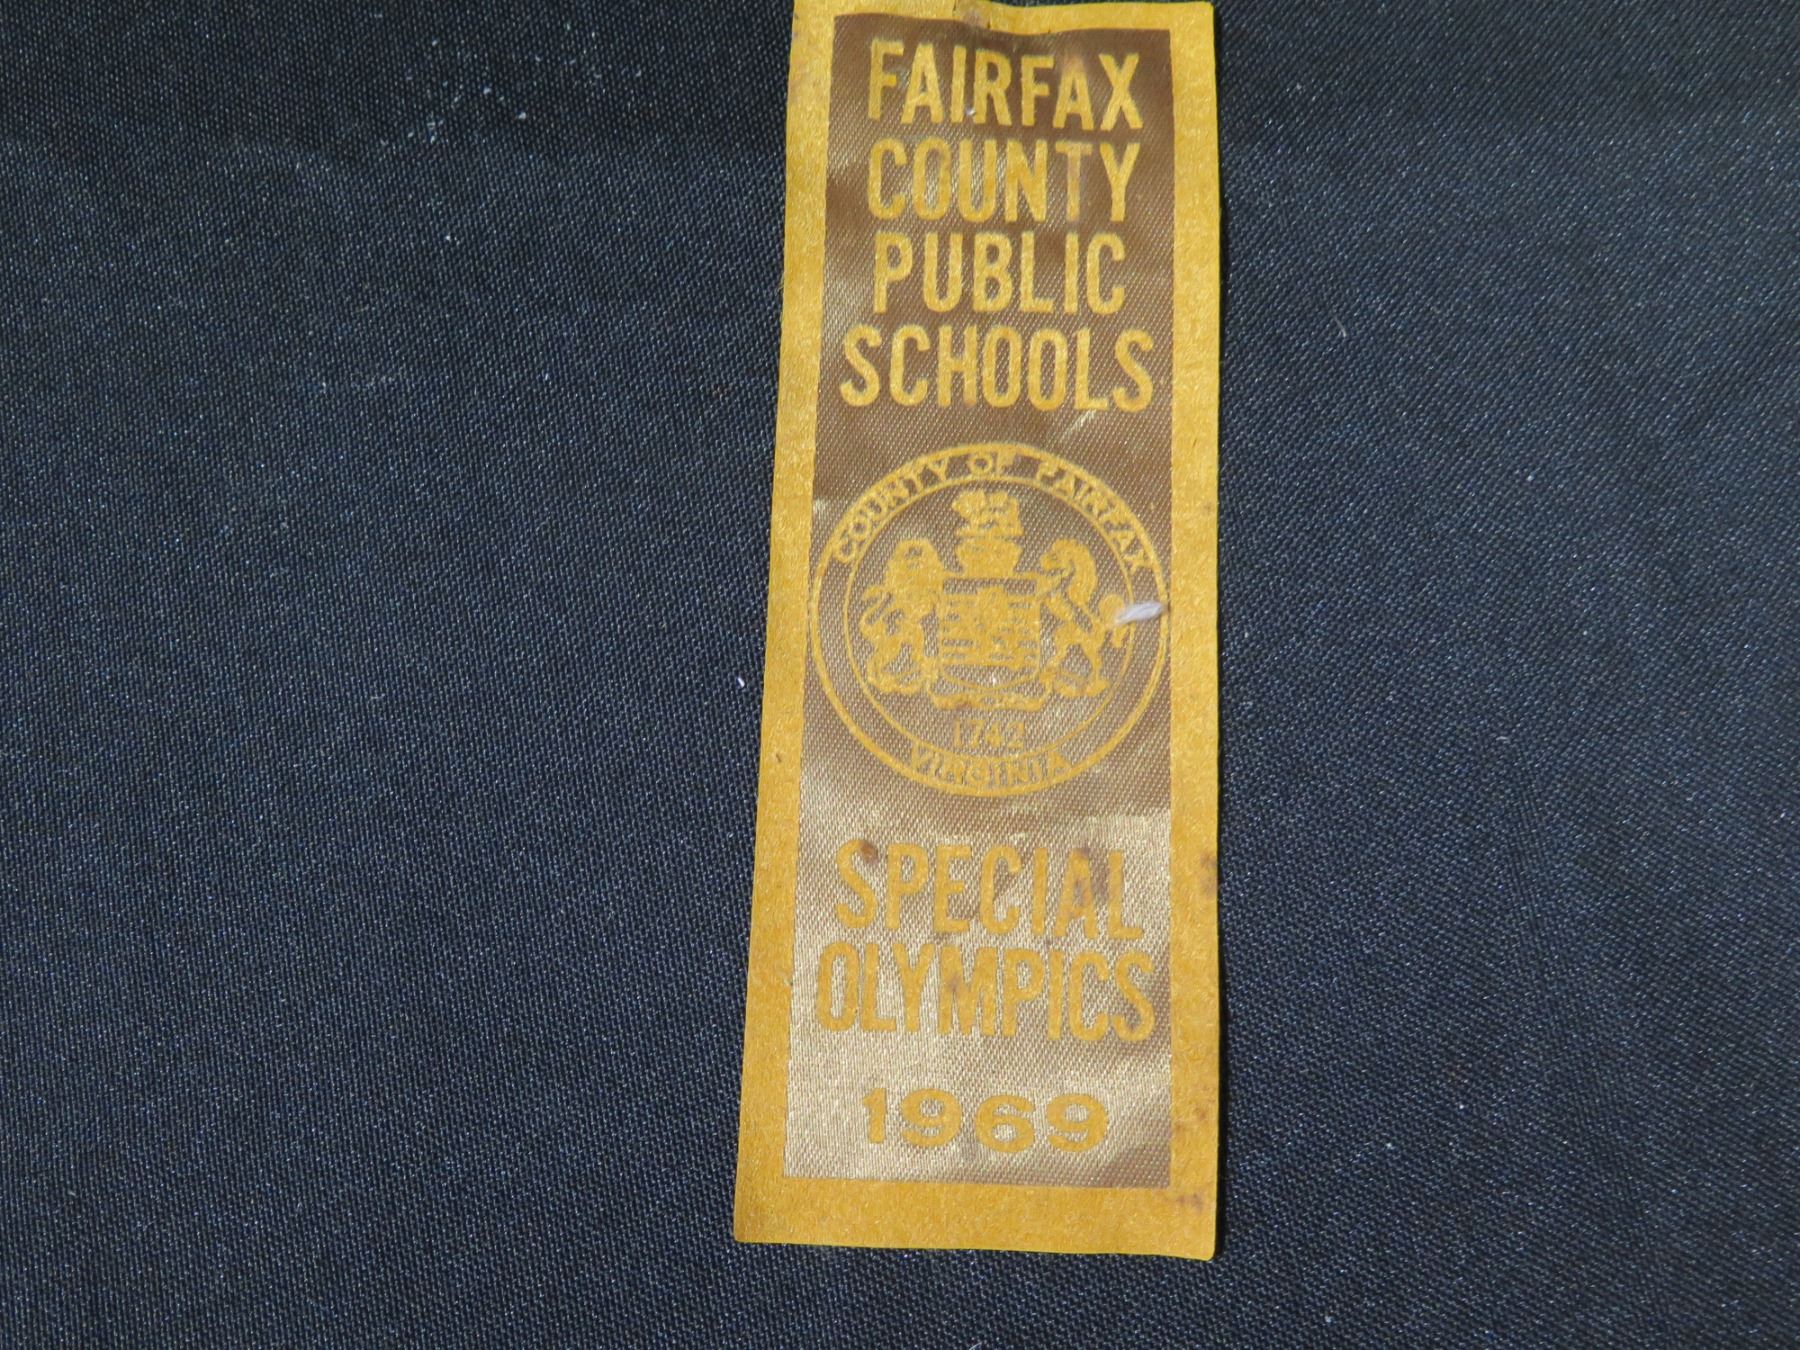 FAIRFAX
COUNTY
PUBLIC
SCHOOLS
COUNTY OF FAIRFAX
1742
VIRGINIA
SPECIAL
OLYMPICS
1969